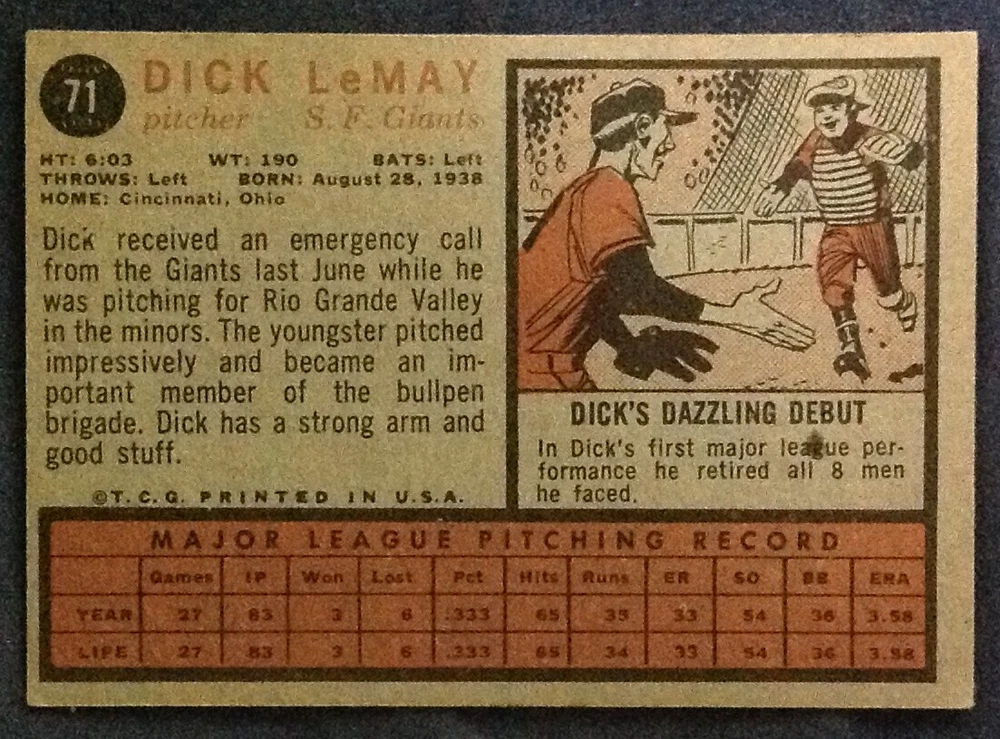 71
DICK LeMAY
pitcher S. F. Giants
HT: 6:03 WT: 190 BATS: Left
THROWS: Left BORN: August 28, 1938
HOME: Cincinnati, Ohio
Dick received an emergency call
from the Giants last June while he
was pitching for Rio Grande Valley
in the minors. The youngster pitched
impressively and became an im-
portant member of the bullpen
brigade. Dick has a strong arm and
good stuff.
©T. C. G. PRINTED IN U.S.A.
DICK'S DAZZLING DEBUT
In Dick's first major league per-
formance he retired all 8 men
he faced.
MAJOR LEAGUE PITCHING RECORD
Games IP Won Lost Pct Hits Runs ER SO BB ERA
YEAR 27 83 3 6 .333 65 35 33 54 36 3.58
LIFE 27 83 3 6 .333 65 34 33 54 36 3.58